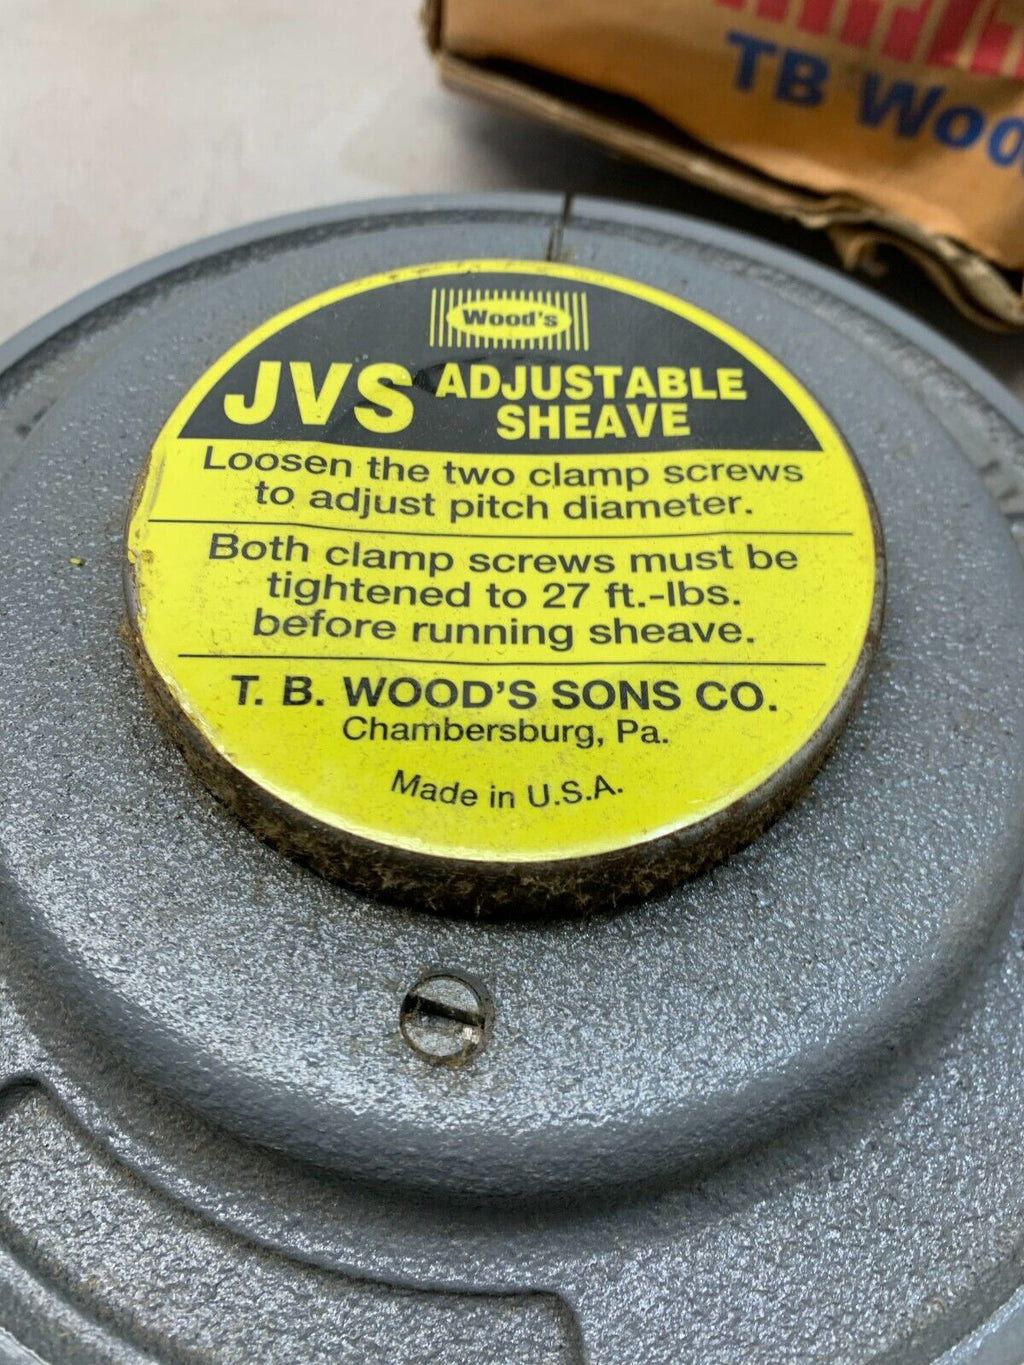 TB
Wood's
JVS ADJUSTABLE
SHEAVE
Loosen the two clamp screws
to adjust pitch diameter.
Both clamp screws must be
tightened to 27 ft.-lbs.
before running sheave.
T. B. WOOD'S SONS CO.
Chambersburg, Pa.
Made in U.S.A.